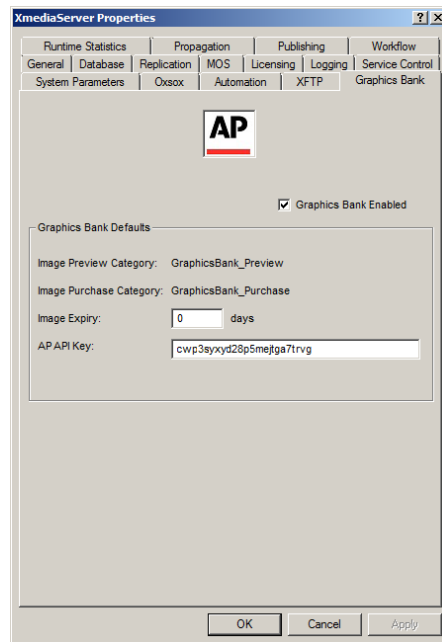 XmediaServer Properties
Runtime Statistics Propagation Publishing Workflow
General Database Replication MOS Licensing Logging Service Control
System Parameters Oxsox Automation XFTP Graphics Bank
AP
Graphics Bank Enabled
Graphics Bank Defaults
Image Preview Category: GraphicsBank_Preview
Image Purchase Category: GraphicsBank_Purchase
Image Expiry: 0 days
AP API Key: cwp3syxyd28p5mejtga7trvg
OK Cancel Apply